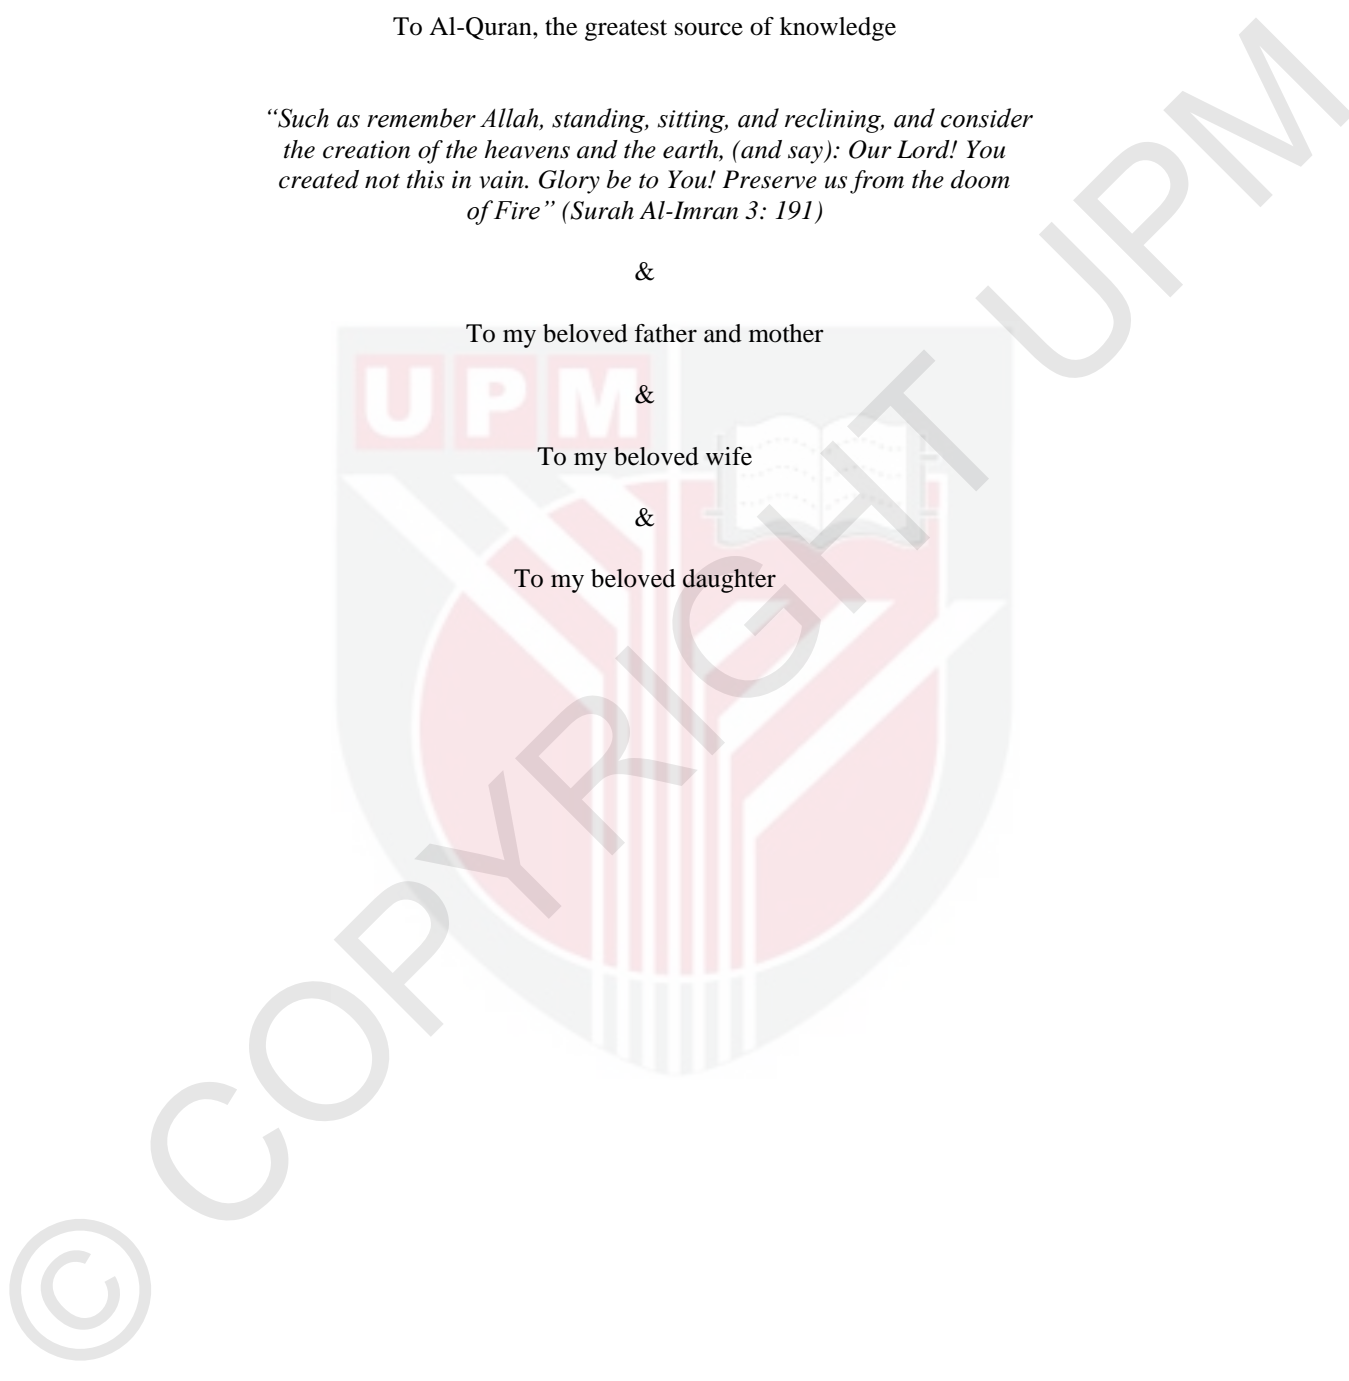 To Al-Quran, the greatest source of knowledge
“Such as remember Allah, standing, sitting, and reclining, and consider
the creation of the heavens and the earth, (and say): Our Lord! You
created not this in vain. Glory be to You! Preserve us from the doom
of Fire” (Surah Al-Imran 3: 191)
&
To my beloved father and mother
&
To my beloved wife
&
To my beloved daughter
UPM
© COPYRIGHT UPM